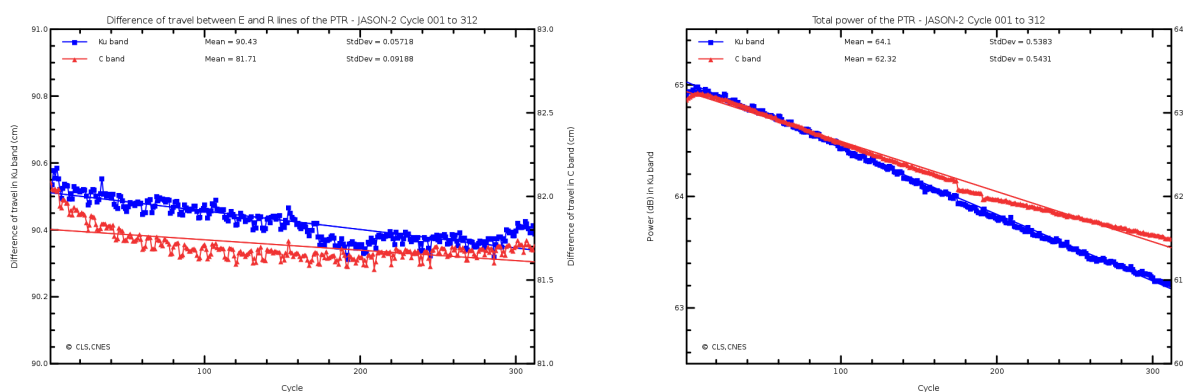 Difference of travel between E and R lines of the PTR - JASON-2 Cycle 001 to 312
91.0
90.8
90.6
90.4
90.2
90.0
Difference of travel in Ku band (cm)
Ku band Mean = 90.43 StdDev = 0.05718
C band Mean = 81.71 StdDev = 0.09188
83.0
82.5
82.0
81.5
81.0
Difference of travel in C band (cm)
© CLS,CNES
100 200 300
Cycle
Total power of the PTR - JASON-2 Cycle 001 to 312
65
64
63
Power (dB) in Ku band
Ku band Mean = 64.1 StdDev = 0.5383
C band Mean = 62.32 StdDev = 0.5431
64
63
62
61
60
© CLS,CNES
100 200 300
Cycle